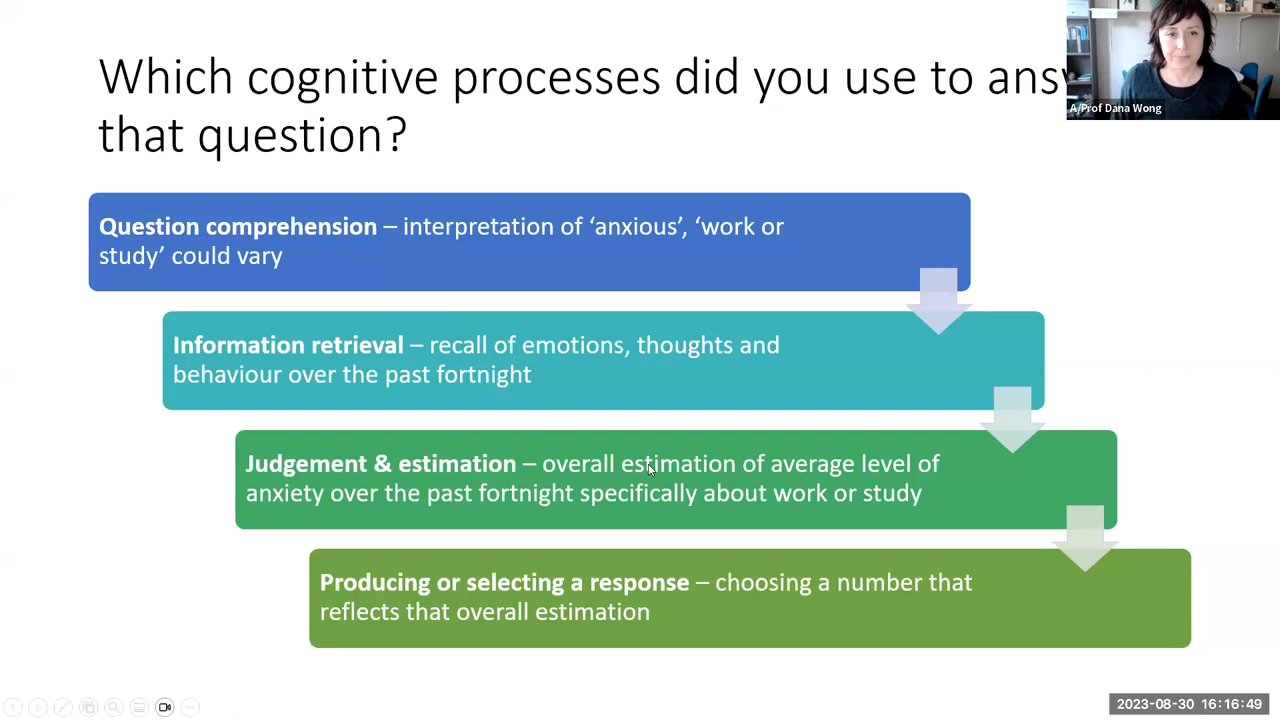 Which cognitive processes did you use to ans
that question?
A/Prof Dana Wong
Question comprehension – interpretation of ‘anxious’, ‘work or
study’ could vary
Information retrieval – recall of emotions, thoughts and
behaviour over the past fortnight
Judgement & estimation – overall estimation of average level of
anxiety over the past fortnight specifically about work or study
Producing or selecting a response – choosing a number that
reflects that overall estimation
2023-08-30 16:16:49